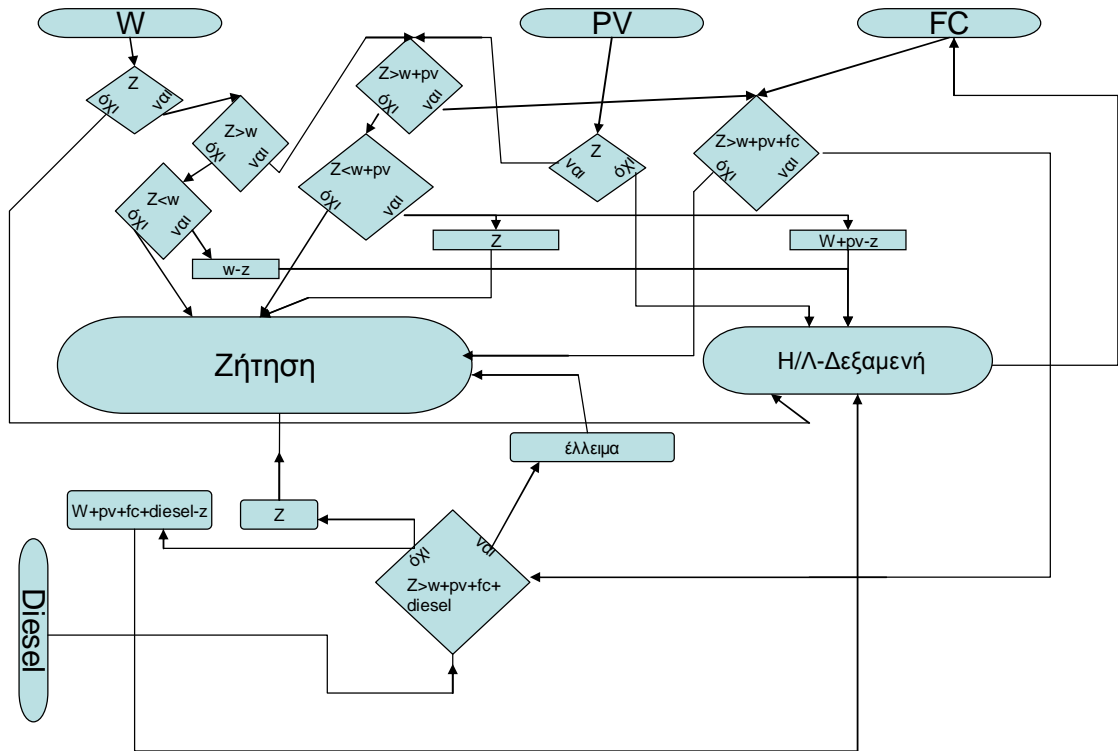 W
PV
FC
Z>w+pv
όχι
ναι
Z
όχι
ναι
Z>w
όχι
ναι
Z<w+pv
όχι
ναι
Z
ναι
όχι
Z>w+pv+fc
όχι
ναι
Z<w
όχι
ναι
Z
W+pv-z
w-z
Ζήτηση
Η/Λ-Δεξαμενή
έλλειμα
W+pv+fc+diesel-z
Z
όχι
ναι
Z>w+pv+fc+
diesel
Diesel